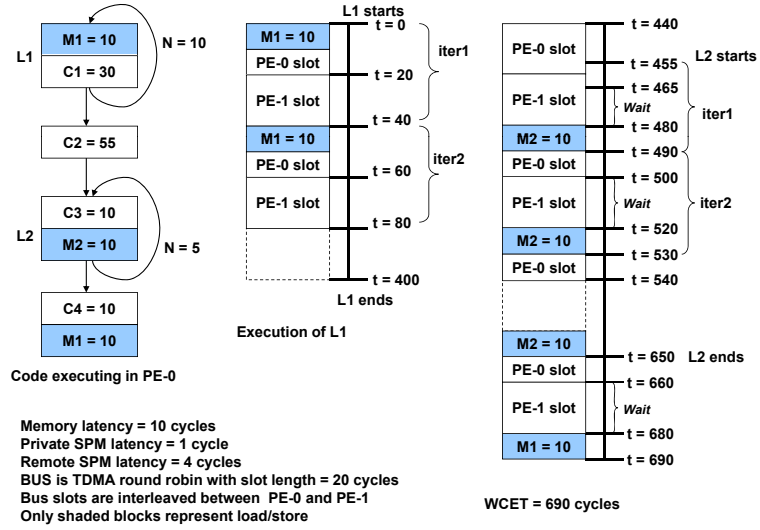 L1
M1 = 10
C1 = 30
N = 10
C2 = 55
L2
C3 = 10
M2 = 10
N = 5
C4 = 10
M1 = 10
Code executing in PE-0
L1 starts
t = 0
M1 = 10
PE-0 slot
t = 20
iter1
PE-1 slot
t = 40
M1 = 10
PE-0 slot
t = 60
iter2
PE-1 slot
t = 80
t = 400
L1 ends
Execution of L1
t = 440
PE-0 slot
t = 455
L2 starts
t = 465
PE-1 slot
Wait
iter1
t = 480
M2 = 10
t = 490
PE-0 slot
t = 500
PE-1 slot
Wait
iter2
t = 520
M2 = 10
t = 530
PE-0 slot
t = 540
M2 = 10
t = 650
L2 ends
PE-0 slot
t = 660
PE-1 slot
Wait
t = 680
M1 = 10
t = 690
WCET = 690 cycles
Memory latency = 10 cycles
Private SPM latency = 1 cycle
Remote SPM latency = 4 cycles
BUS is TDMA round robin with slot length = 20 cycles
Bus slots are interleaved between PE-0 and PE-1
Only shaded blocks represent load/store